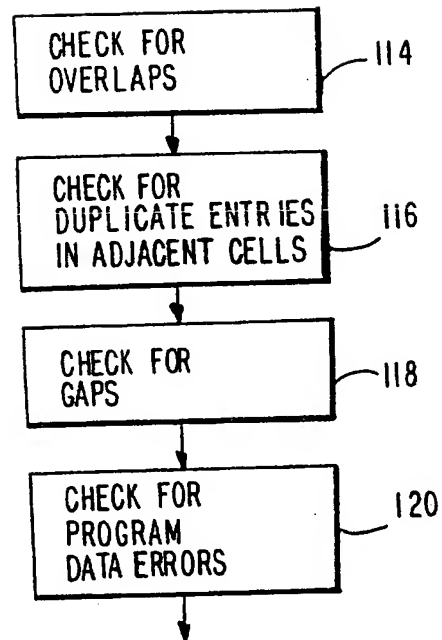 CHECK FOR
OVERLAPS
114
CHECK FOR
DUPLICATE ENTRIES
IN ADJACENT CELLS
116
CHECK FOR
GAPS
118
CHECK FOR
PROGRAM
DATA ERRORS
120